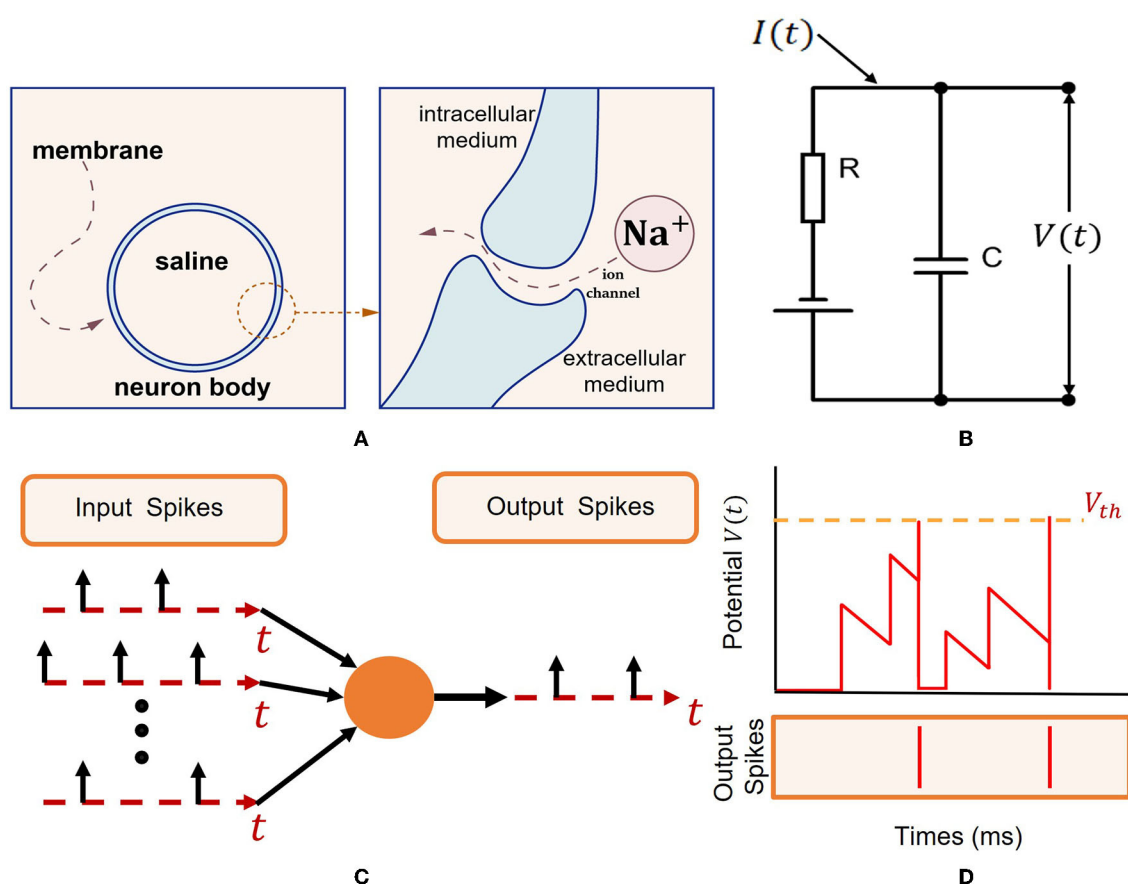 membrane
saline
neuron body
intracellular
medium
Na⁺
ion
channel
extracellular
medium
A
I(t)
R
C
V(t)
B
Input Spikes
Output Spikes
t
t
t
t
C
Potential V(t)
V_th
Output
Spikes
Times (ms)
D